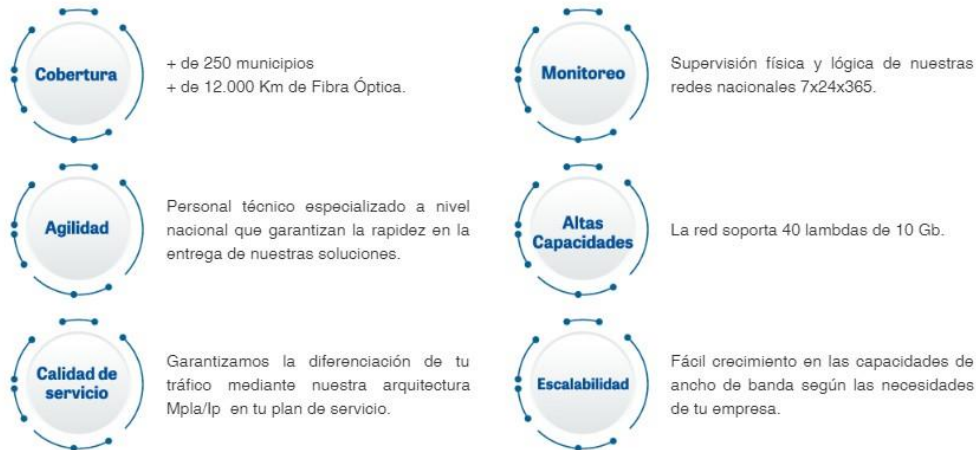 Cobertura
+ de 250 municipios
+ de 12.000 Km de Fibra Óptica.
Monitoreo
Supervisión física y lógica de nuestras
redes nacionales 7x24x365.
Agilidad
Personal técnico especializado a nivel
nacional que garantizan la rapidez en la
entrega de nuestras soluciones.
Altas
Capacidades
La red soporta 40 lambdas de 10 Gb.
Calidad de
servicio
Garantizamos la diferenciación de tu
tráfico mediante nuestra arquitectura
Mpla/Ip en tu plan de servicio.
Escalabilidad
Fácil crecimiento en las capacidades de
ancho de banda según las necesidades
de tu empresa.